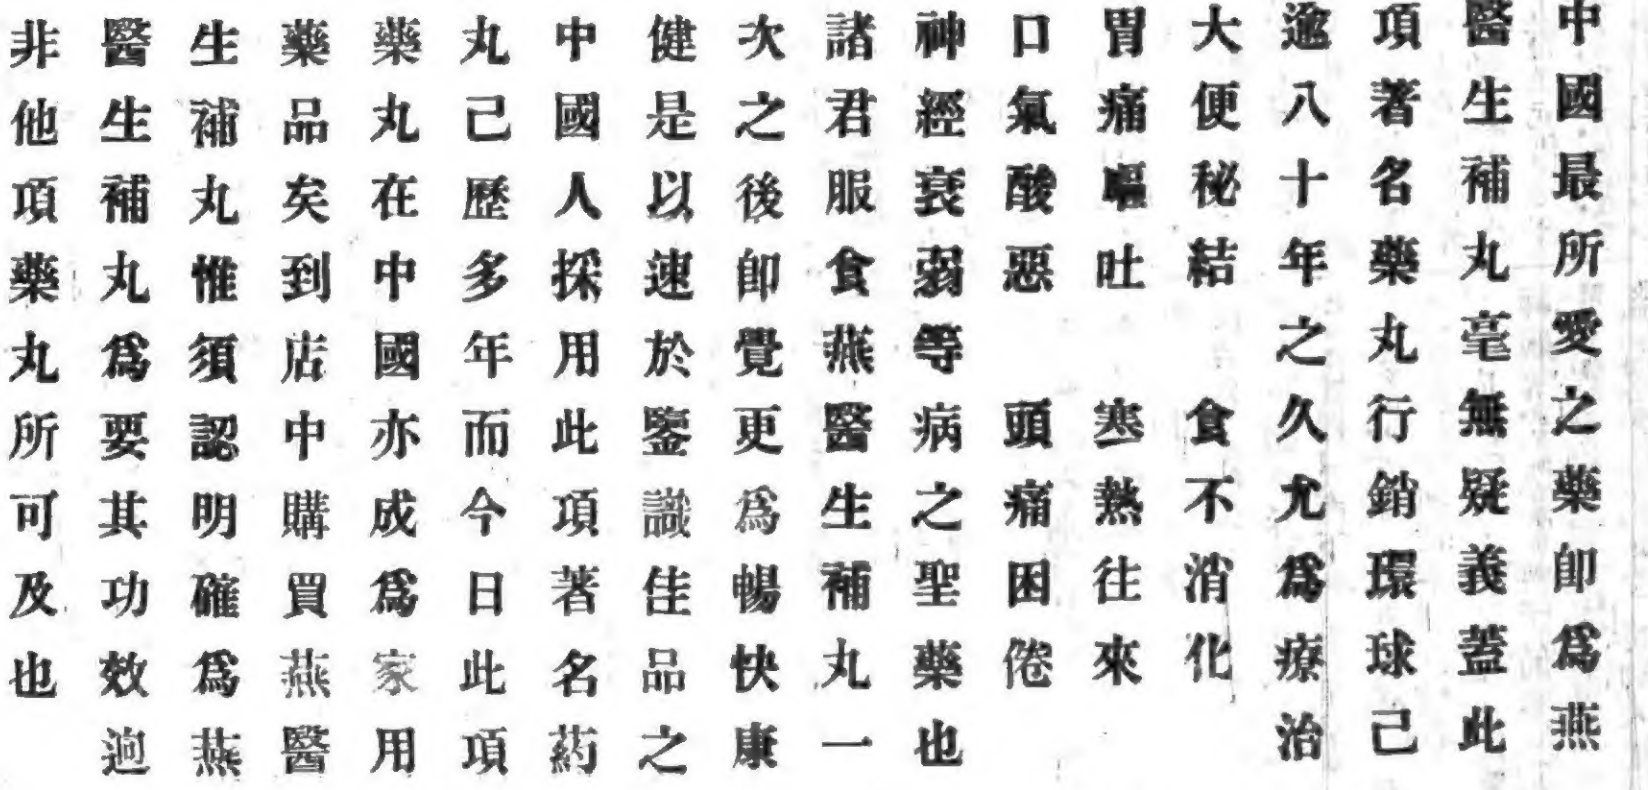 中國最所愛之藥卽爲燕
醫生補丸毫無疑義蓋此
項著名藥丸行銷環球己
逾八十年之久尤爲療治
大便秘結　食不消化
胃痛嘔吐　寒熱往來
口氣酸惡　頭痛困倦
神經衰弱等病之聖藥也
諸君服食燕醫生補丸一
次之後卽覺更爲暢快康
健是以速於鑒識佳品之
中國人採用此項著名葯
丸己歷多年而今日此項
藥丸在中國亦成爲家用
藥品矣到店中購買燕醫
生補丸惟須認明確爲燕
醫生補丸爲要其功效迥
非他項藥丸所可及也